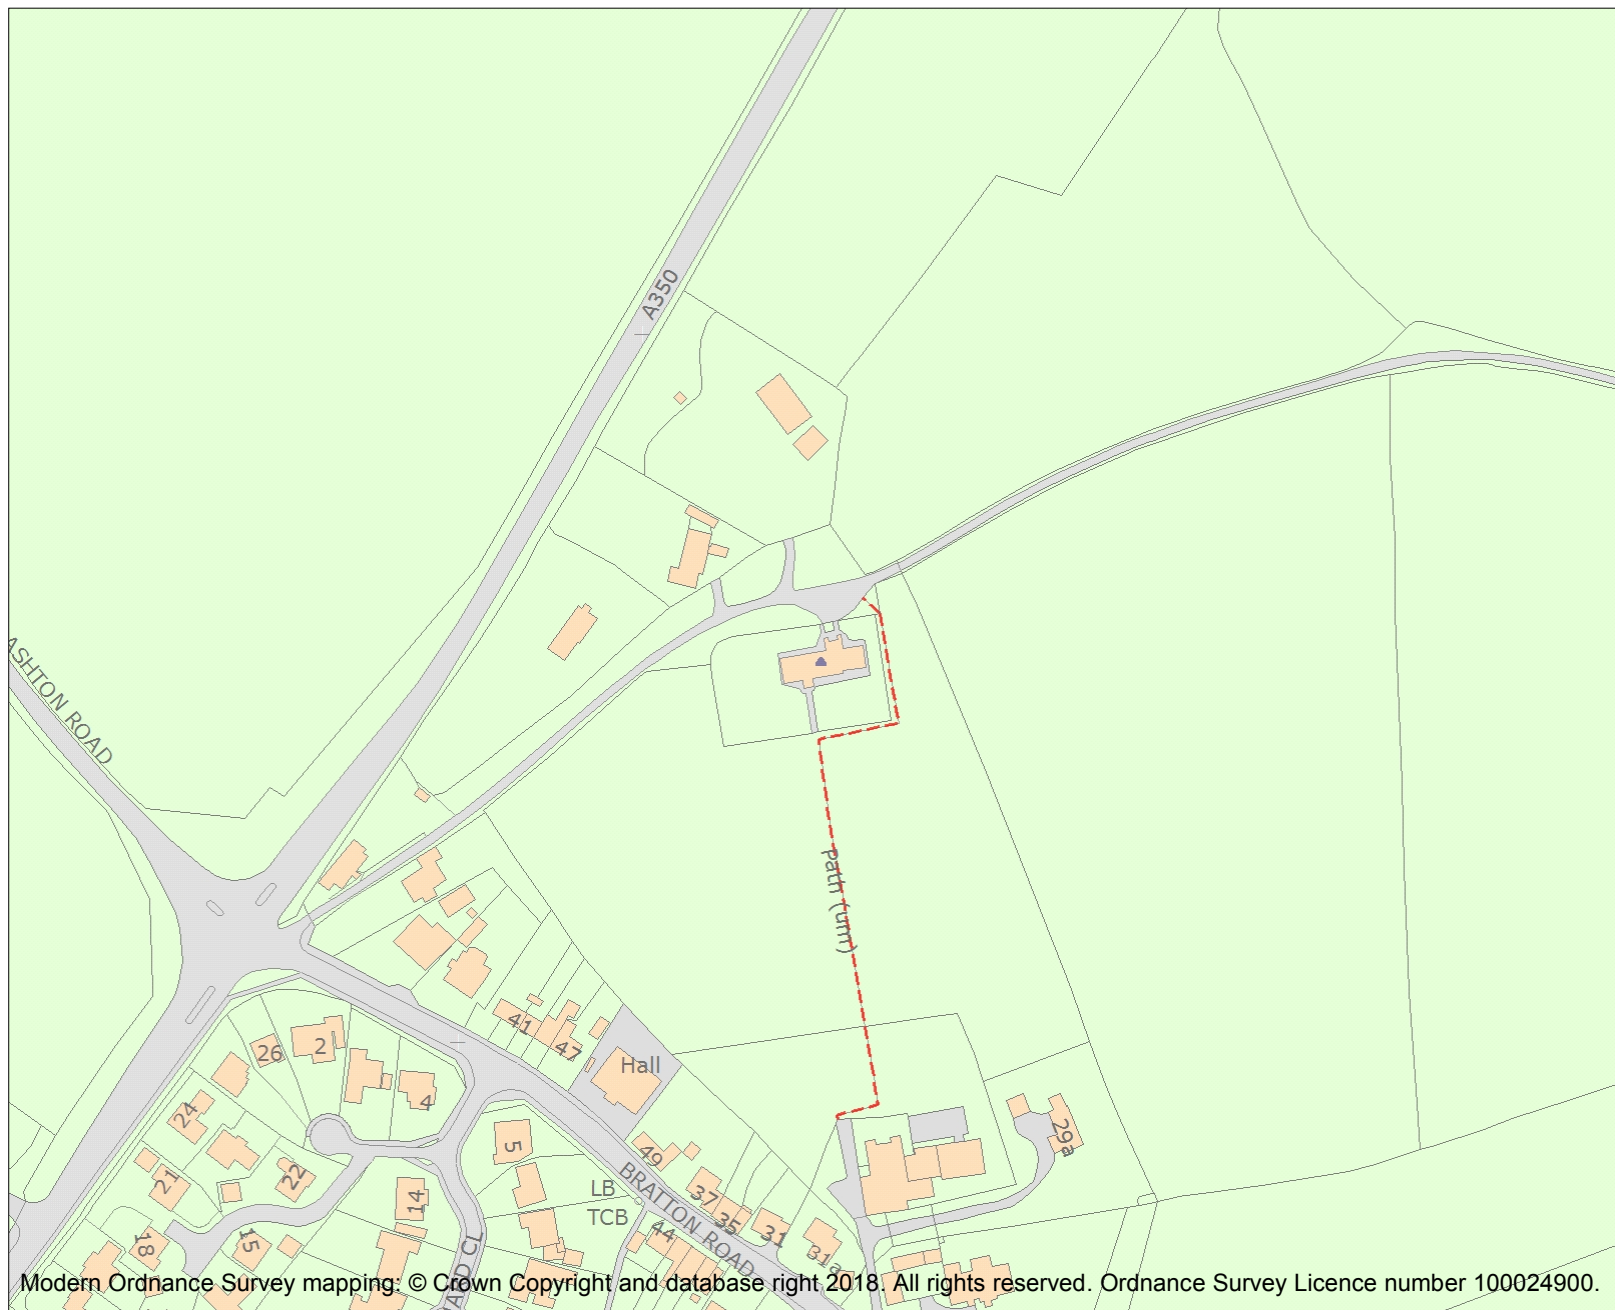 A350
ASHTON ROAD
Path (um)
41
47
Hall
26
2
4
24
5
49
29a
21
22
LB
TCB
BRATTON ROAD
37
35
31
31a
14
44
18
15
Modern Ordnance Survey mapping: © Crown Copyright and database right 2018. All rights reserved. Ordnance Survey Licence number 100024900.